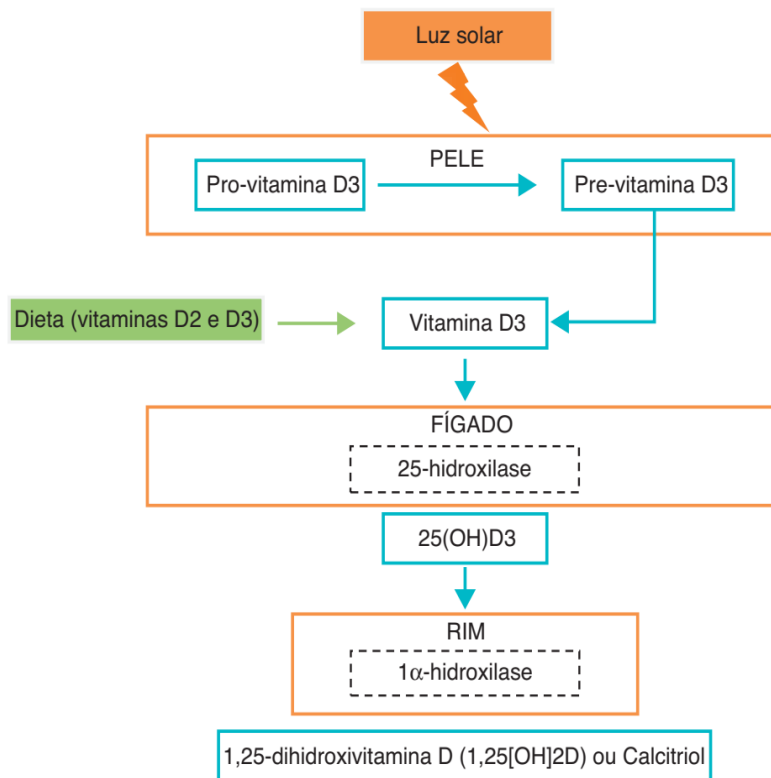 Luz solar
PELE
Pro-vitamina D3
Pre-vitamina D3
Dieta (vitaminas D2 e D3)
Vitamina D3
FÍGADO
25-hidroxilase
25(OH)D3
RIM
1α-hidroxilase
1,25-dihidroxivitamina D (1,25[OH]2D) ou Calcitriol